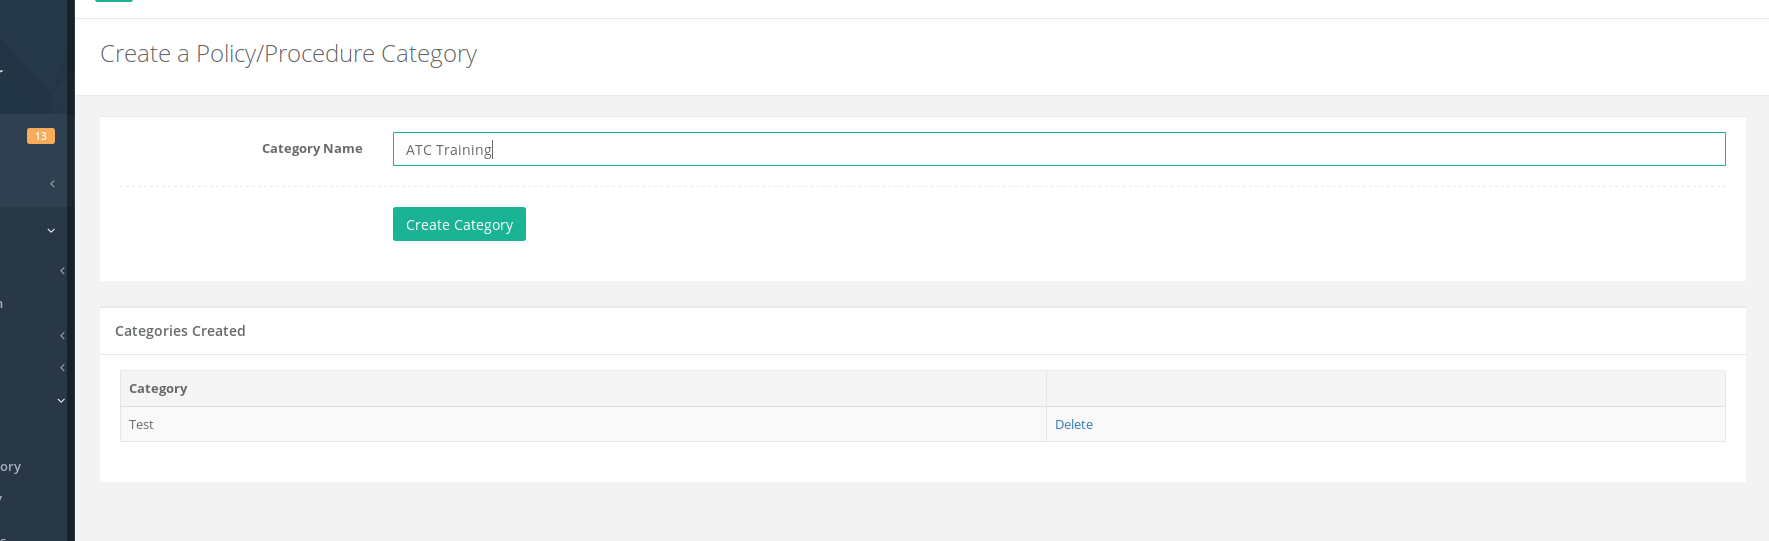 Create a Policy/Procedure Category
13
Category Name
ATC Training
Create Category
Categories Created
Category
Test Delete
ory